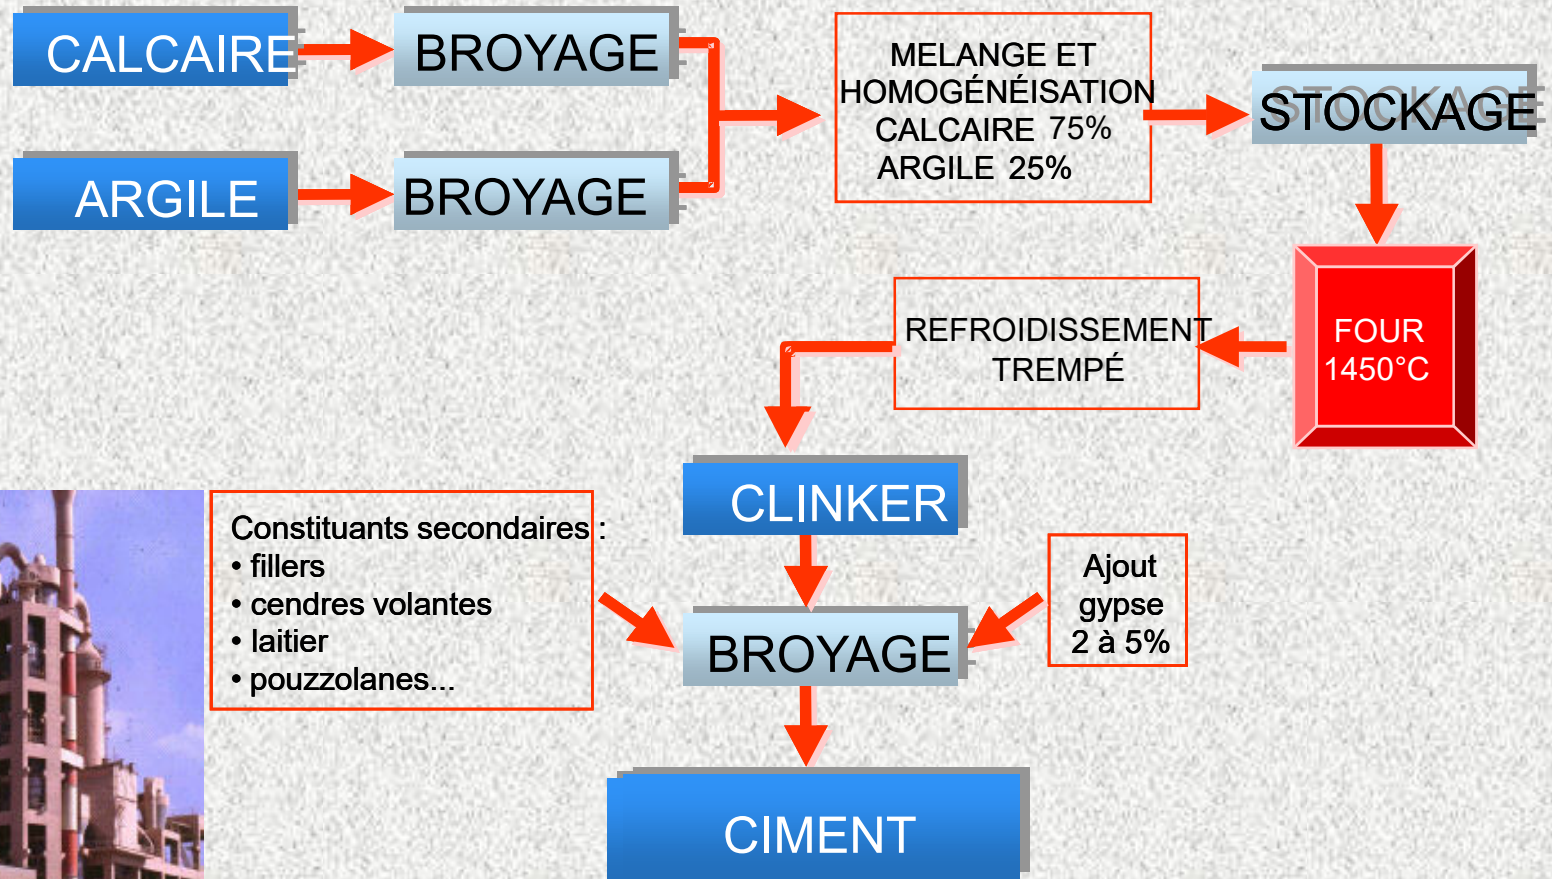 CALCAIRE
BROYAGE
ARGILE
BROYAGE
MELANGE ET
HOMOGÉNÉISATION
CALCAIRE 75%
ARGILE 25%
STOCKAGE
FOUR
1450°C
REFROIDISSEMENT
TREMPÉ
CLINKER
Constituants secondaires :
• fillers
• cendres volantes
• laitier
• pouzzolanes...
Ajout
gypse
2 à 5%
BROYAGE
CIMENT